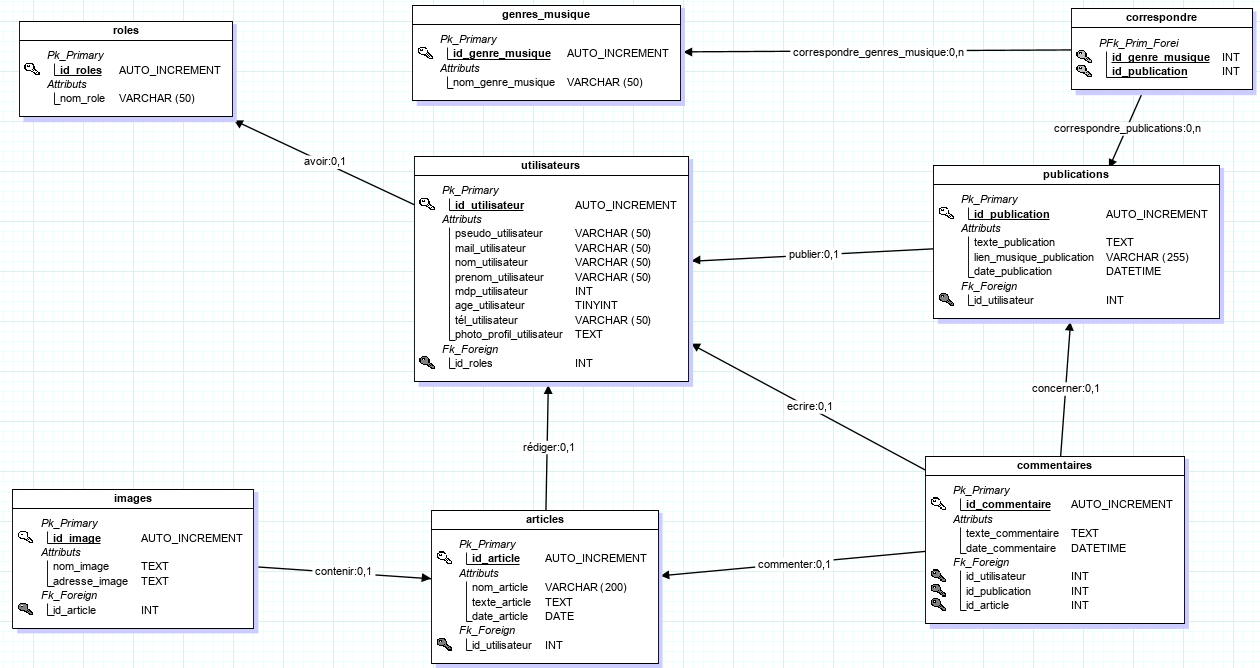 roles
Pk_Primary
id_roles AUTO_INCREMENT
Attributs
nom_role VARCHAR (50)
genres_musique
Pk_Primary
id_genre_musique AUTO_INCREMENT
Attributs
nom_genre_musique VARCHAR (50)
correspondre
PFk_Prim_Forei
id_genre_musique INT
id_publication INT
correspondre_genres_musique:0,n
correspondre_publications:0,n
avoir:0,1
utilisateurs
Pk_Primary
id_utilisateur AUTO_INCREMENT
Attributs
pseudo_utilisateur VARCHAR (50)
mail_utilisateur VARCHAR (50)
nom_utilisateur VARCHAR (50)
prenom_utilisateur VARCHAR (50)
mdp_utilisateur INT
age_utilisateur TINYINT
tél_utilisateur VARCHAR (50)
photo_profil_utilisateur TEXT
Fk_Foreign
id_roles INT
publier:0,1
publications
Pk_Primary
id_publication AUTO_INCREMENT
Attributs
texte_publication TEXT
lien_musique_publication VARCHAR (255)
date_publication DATETIME
Fk_Foreign
id_utilisateur INT
concerner:0,1
ecrire:0,1
rédiger:0,1
images
Pk_Primary
id_image AUTO_INCREMENT
Attributs
nom_image TEXT
adresse_image TEXT
Fk_Foreign
id_article INT
contenir:0,1
articles
Pk_Primary
id_article AUTO_INCREMENT
Attributs
nom_article VARCHAR (200)
texte_article TEXT
date_article DATE
Fk_Foreign
id_utilisateur INT
commenter:0,1
commentaires
Pk_Primary
id_commentaire AUTO_INCREMENT
Attributs
texte_commentaire TEXT
date_commentaire DATETIME
Fk_Foreign
id_utilisateur INT
id_publication INT
id_article INT